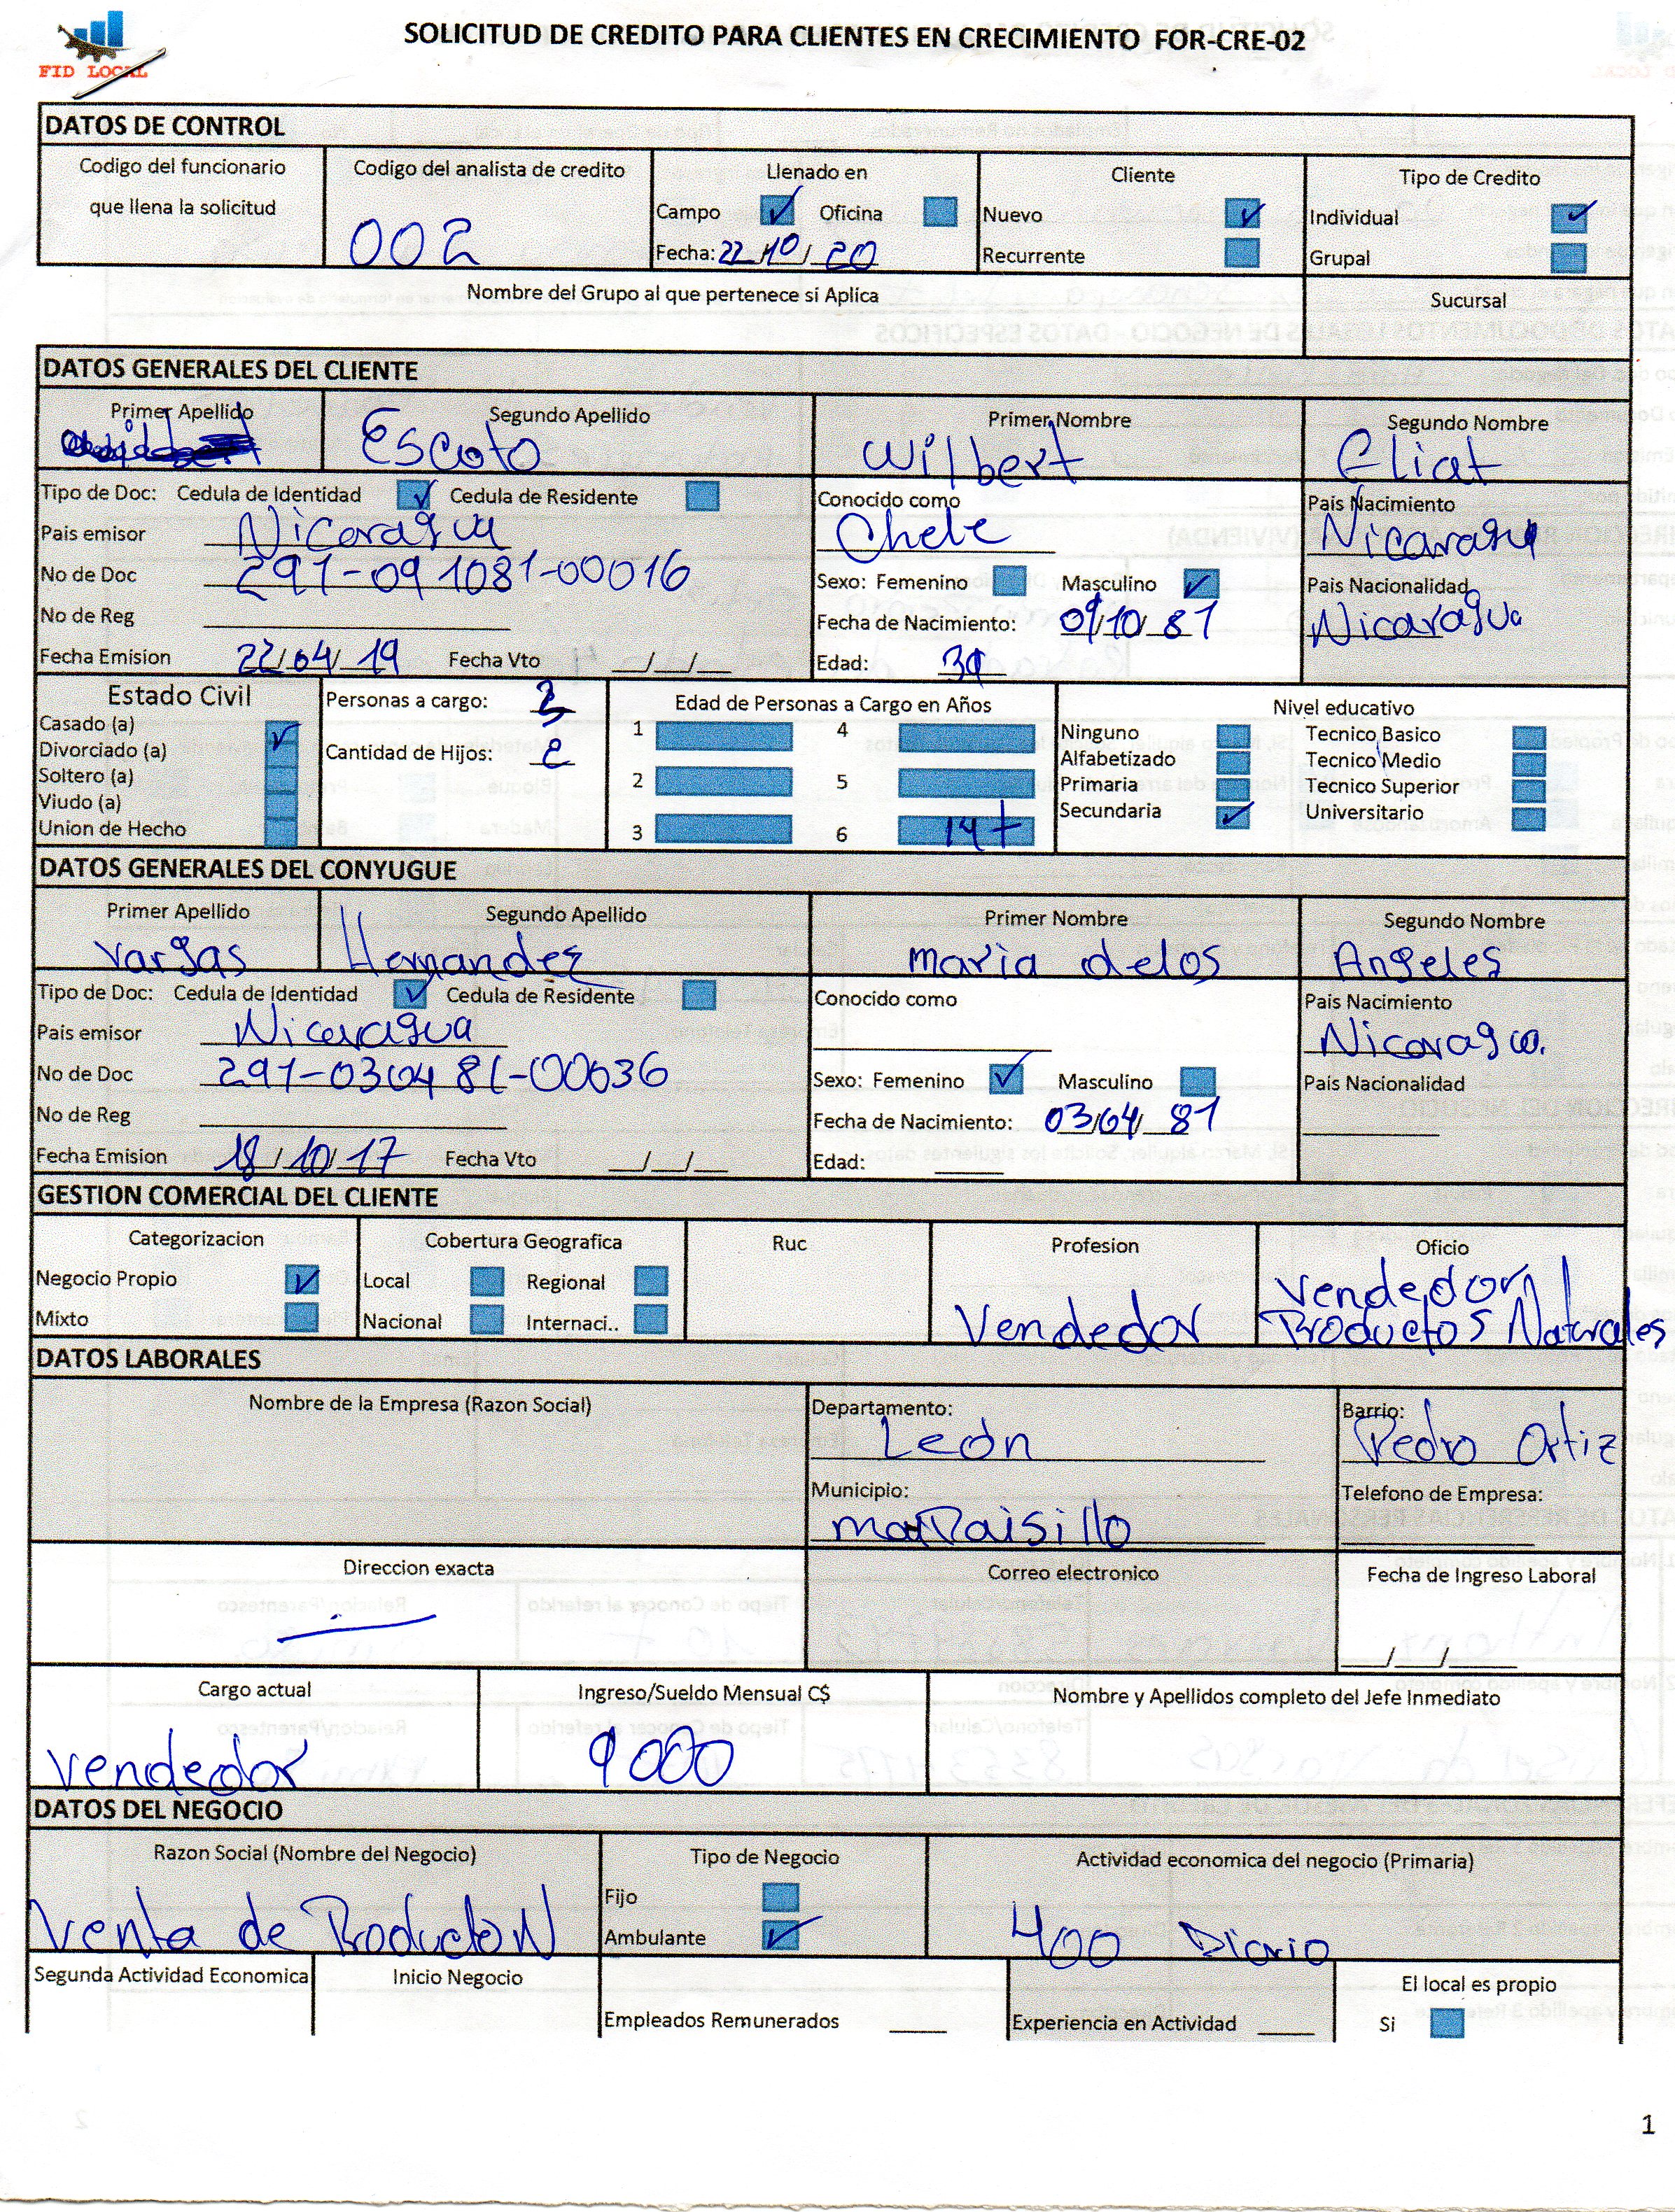 FID LOCAL
SOLICITUD DE CREDITO PARA CLIENTES EN CRECIMIENTO FOR-CRE-02
DATOS DE CONTROL
Codigo del funcionario que llena la solicitud
Codigo del analista de credito
002
Llenado en
Campo ✓ Oficina
Fecha: 22/10/20
Cliente
Nuevo ✓
Recurrente
Tipo de Credito
Individual ✓
Grupal
Nombre del Grupo al que pertenece si Aplica
Sucursal
DATOS GENERALES DEL CLIENTE
Primer Apellido
Segundo Apellido
Escoto
Primer Nombre
Wilbert
Segundo Nombre
Eliat
Tipo de Doc: Cedula de Identidad ✓ Cedula de Residente
Pais emisor Nicaragua
No de Doc 291-091081-00016
No de Reg
Fecha Emision 22/04/19 Fecha Vto __/__/__
Conocido como
Chele
Sexo: Femenino Masculino ✓
Fecha de Nacimiento: 09/10/81
Edad: 39
Pais Nacimiento
Nicaragua
Pais Nacionalidad
Nicaragua
Estado Civil
Casado (a) ✓
Divorciado (a)
Soltero (a)
Viudo (a)
Union de Hecho
Personas a cargo: 3
Cantidad de Hijos: 2
Edad de Personas a Cargo en Años
1 4
2 5
3 6 14+
Nivel educativo
Ninguno Tecnico Basico
Alfabetizado Tecnico Medio
Primaria Tecnico Superior
Secundaria ✓ Universitario
DATOS GENERALES DEL CONYUGUE
Primer Apellido
Vargas
Segundo Apellido
Hernandez
Primer Nombre
maria delos
Segundo Nombre
Angeles
Tipo de Doc: Cedula de Identidad ✓ Cedula de Residente
Pais emisor Nicaragua
No de Doc 291-030481-00036
No de Reg
Fecha Emision 18/10/17 Fecha Vto __/__/__
Conocido como
Sexo: Femenino ✓ Masculino
Fecha de Nacimiento: 03/04/81
Edad:
Pais Nacimiento
Nicaragua.
Pais Nacionalidad
GESTION COMERCIAL DEL CLIENTE
Categorizacion
Negocio Propio ✓
Mixto
Cobertura Geografica
Local Regional
Nacional Internaci..
Ruc
Profesion
Vendedor
Oficio
Vendedor
Productos Naturales
DATOS LABORALES
Nombre de la Empresa (Razon Social)
Departamento:
León
Municipio:
malPaisillo
Barrio:
Pedro Ortiz
Telefono de Empresa:
Direccion exacta
Correo electronico
Fecha de Ingreso Laboral
__/__/__
Cargo actual
vendedor
Ingreso/Sueldo Mensual C$
9000
Nombre y Apellidos completo del Jefe Inmediato
DATOS DEL NEGOCIO
Razon Social (Nombre del Negocio)
Venta de Producto N
Tipo de Negocio
Fijo
Ambulante ✓
Actividad economica del negocio (Primaria)
400 Diario
Segunda Actividad Economica
Inicio Negocio
Empleados Remunerados
Experiencia en Actividad
El local es propio
Si
1